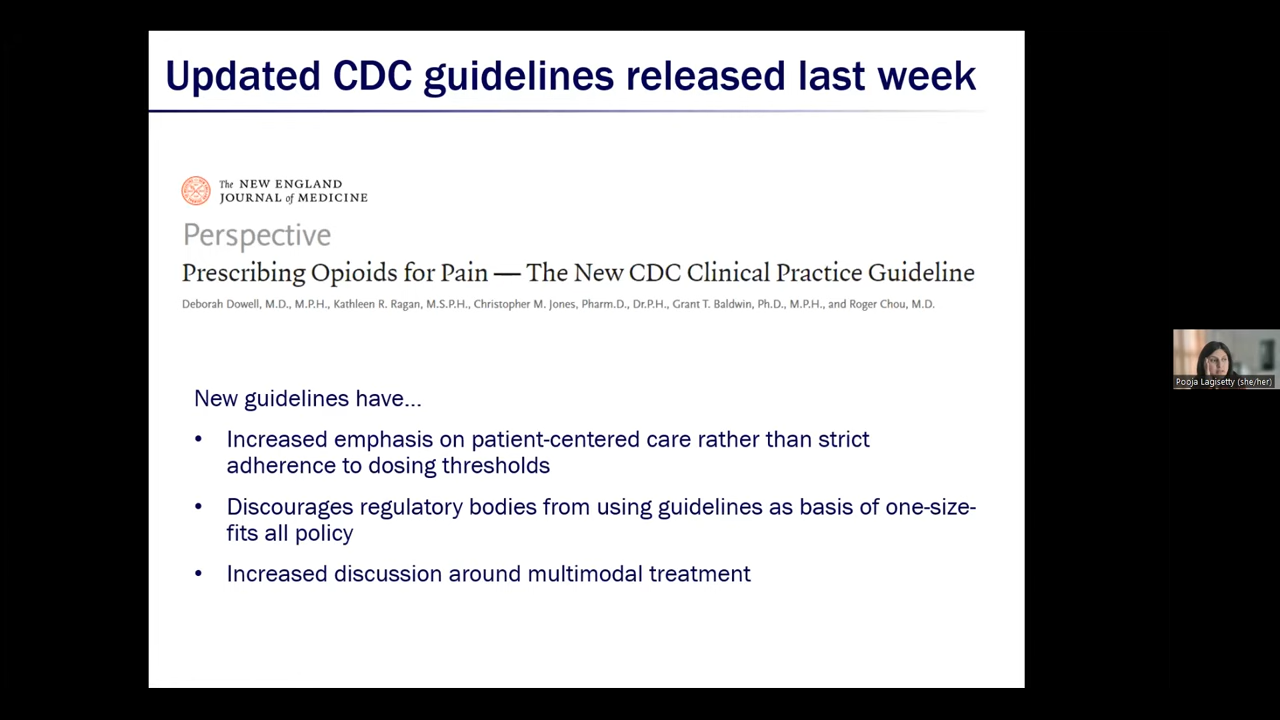 Updated CDC guidelines released last week
The NEW ENGLAND
JOURNAL of MEDICINE
Perspective
Prescribing Opioids for Pain — The New CDC Clinical Practice Guideline
Deborah Dowell, M.D., M.P.H., Kathleen R. Ragan, M.S.P.H., Christopher M. Jones, Pharm.D., Dr.P.H., Grant T. Baldwin, Ph.D., M.P.H., and Roger Chou, M.D.
New guidelines have...
• Increased emphasis on patient-centered care rather than strict
adherence to dosing thresholds
• Discourages regulatory bodies from using guidelines as basis of one-size-
fits all policy
• Increased discussion around multimodal treatment
Pooja Lagisetty (she/her)